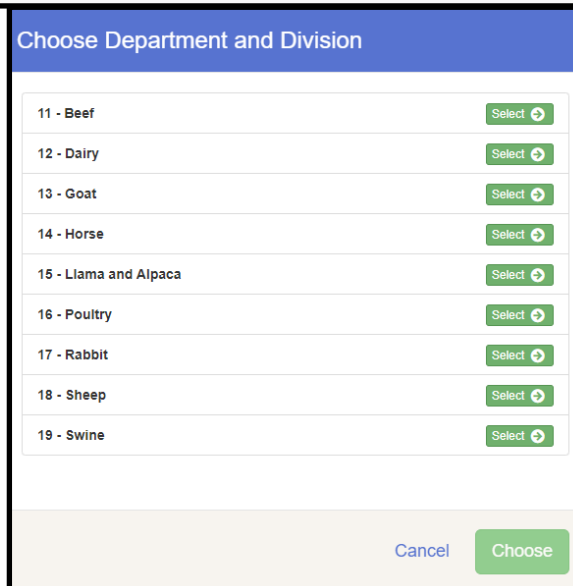 Choose Department and Division
11 - Beef Select
12 - Dairy Select
13 - Goat Select
14 - Horse Select
15 - Llama and Alpaca Select
16 - Poultry Select
17 - Rabbit Select
18 - Sheep Select
19 - Swine Select
Cancel Choose